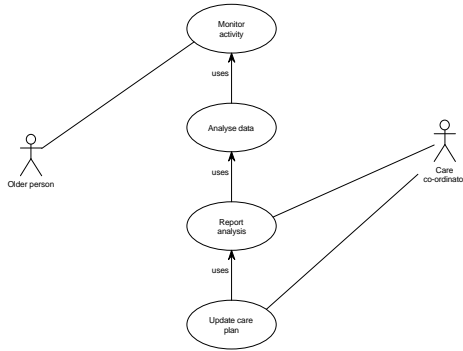 Monitor
activity
uses
Analyse data
uses
Older person
Care
co-ordinato
Report
analysis
uses
Update care
plan